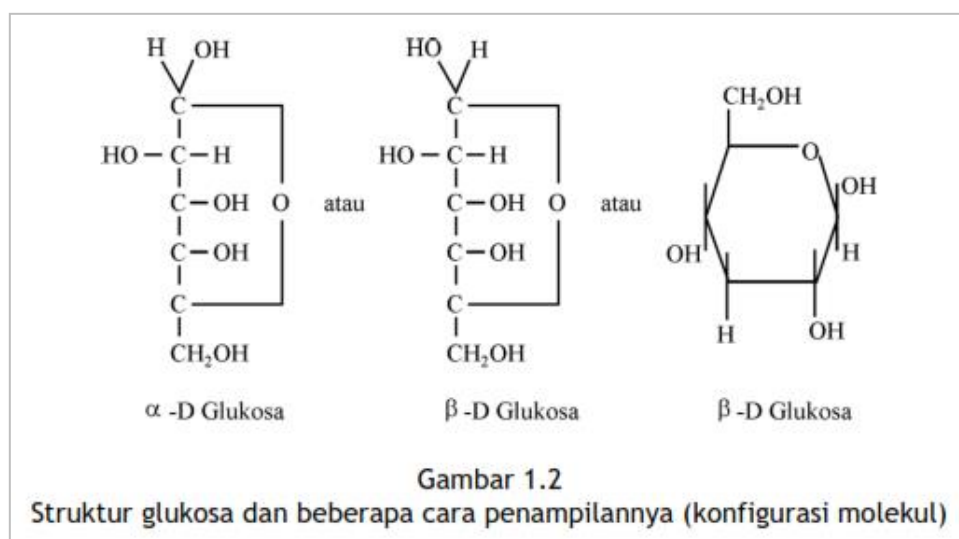 H OH
C
HO – C – H
C – OH O
C – OH
C
CH₂OH
α -D Glukosa
atau
HO H
C
HO – C – H
C – OH O
C – OH
C
CH₂OH
β -D Glukosa
atau
CH₂OH
O
OH
OH
H
H
OH
β -D Glukosa
Gambar 1.2
Struktur glukosa dan beberapa cara penampilannya (konfigurasi molekul)